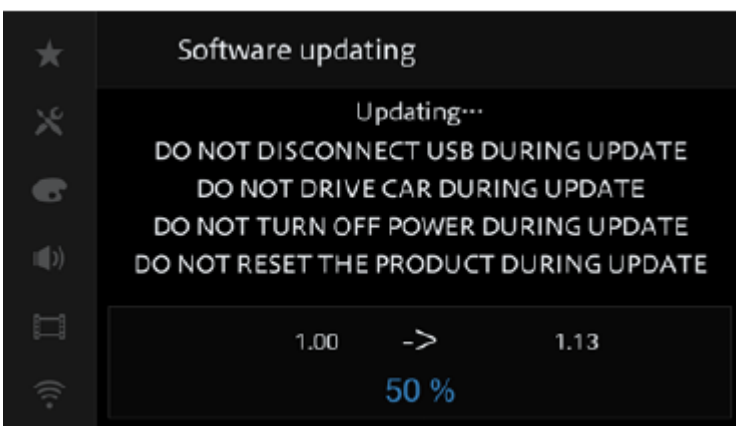 Software updating
Updating…
DO NOT DISCONNECT USB DURING UPDATE
DO NOT DRIVE CAR DURING UPDATE
DO NOT TURN OFF POWER DURING UPDATE
DO NOT RESET THE PRODUCT DURING UPDATE
1.00 -> 1.13
50 %